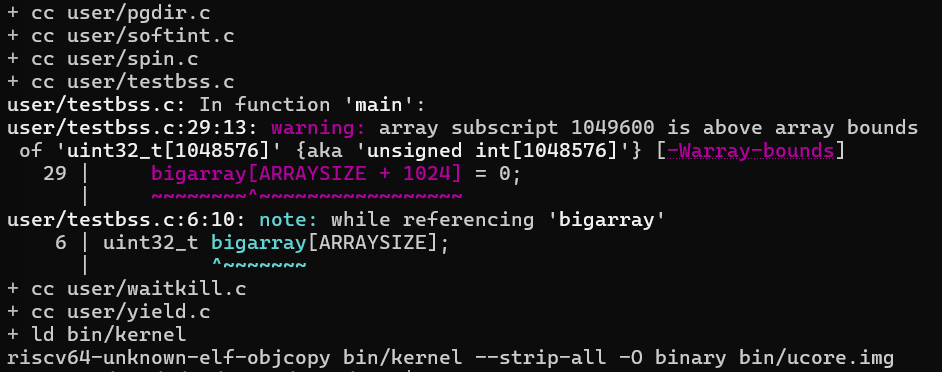 + cc user/pgdir.c
+ cc user/softint.c
+ cc user/spin.c
+ cc user/testbss.c
user/testbss.c: In function 'main':
user/testbss.c:29:13: warning: array subscript 1049600 is above array bounds
 of 'uint32_t[1048576]' {aka 'unsigned int[1048576]'} [-Warray-bounds]
   29 |     bigarray[ARRAYSIZE + 1024] = 0;
      |     ~~~~~~~~^~~~~~~~~~~~~~~~~~
user/testbss.c:6:10: note: while referencing 'bigarray'
    6 | uint32_t bigarray[ARRAYSIZE];
      |          ^~~~~~~~
+ cc user/waitkill.c
+ cc user/yield.c
+ ld bin/kernel
riscv64-unknown-elf-objcopy bin/kernel --strip-all -O binary bin/ucore.img